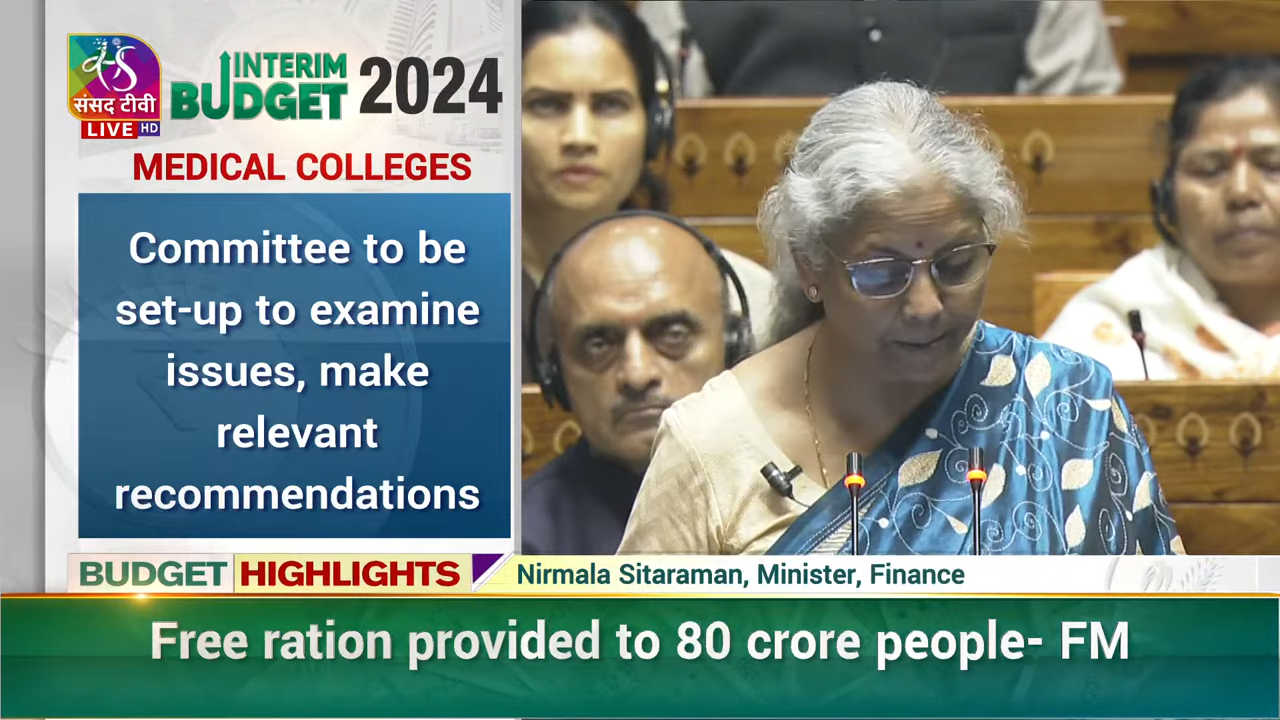 संसद टीवी
LIVE HD
INTERIM
BUDGET 2024
MEDICAL COLLEGES
Committee to be
set-up to examine
issues, make
relevant
recommendations
BUDGET HIGHLIGHTS
Nirmala Sitaraman, Minister, Finance
Free ration provided to 80 crore people- FM